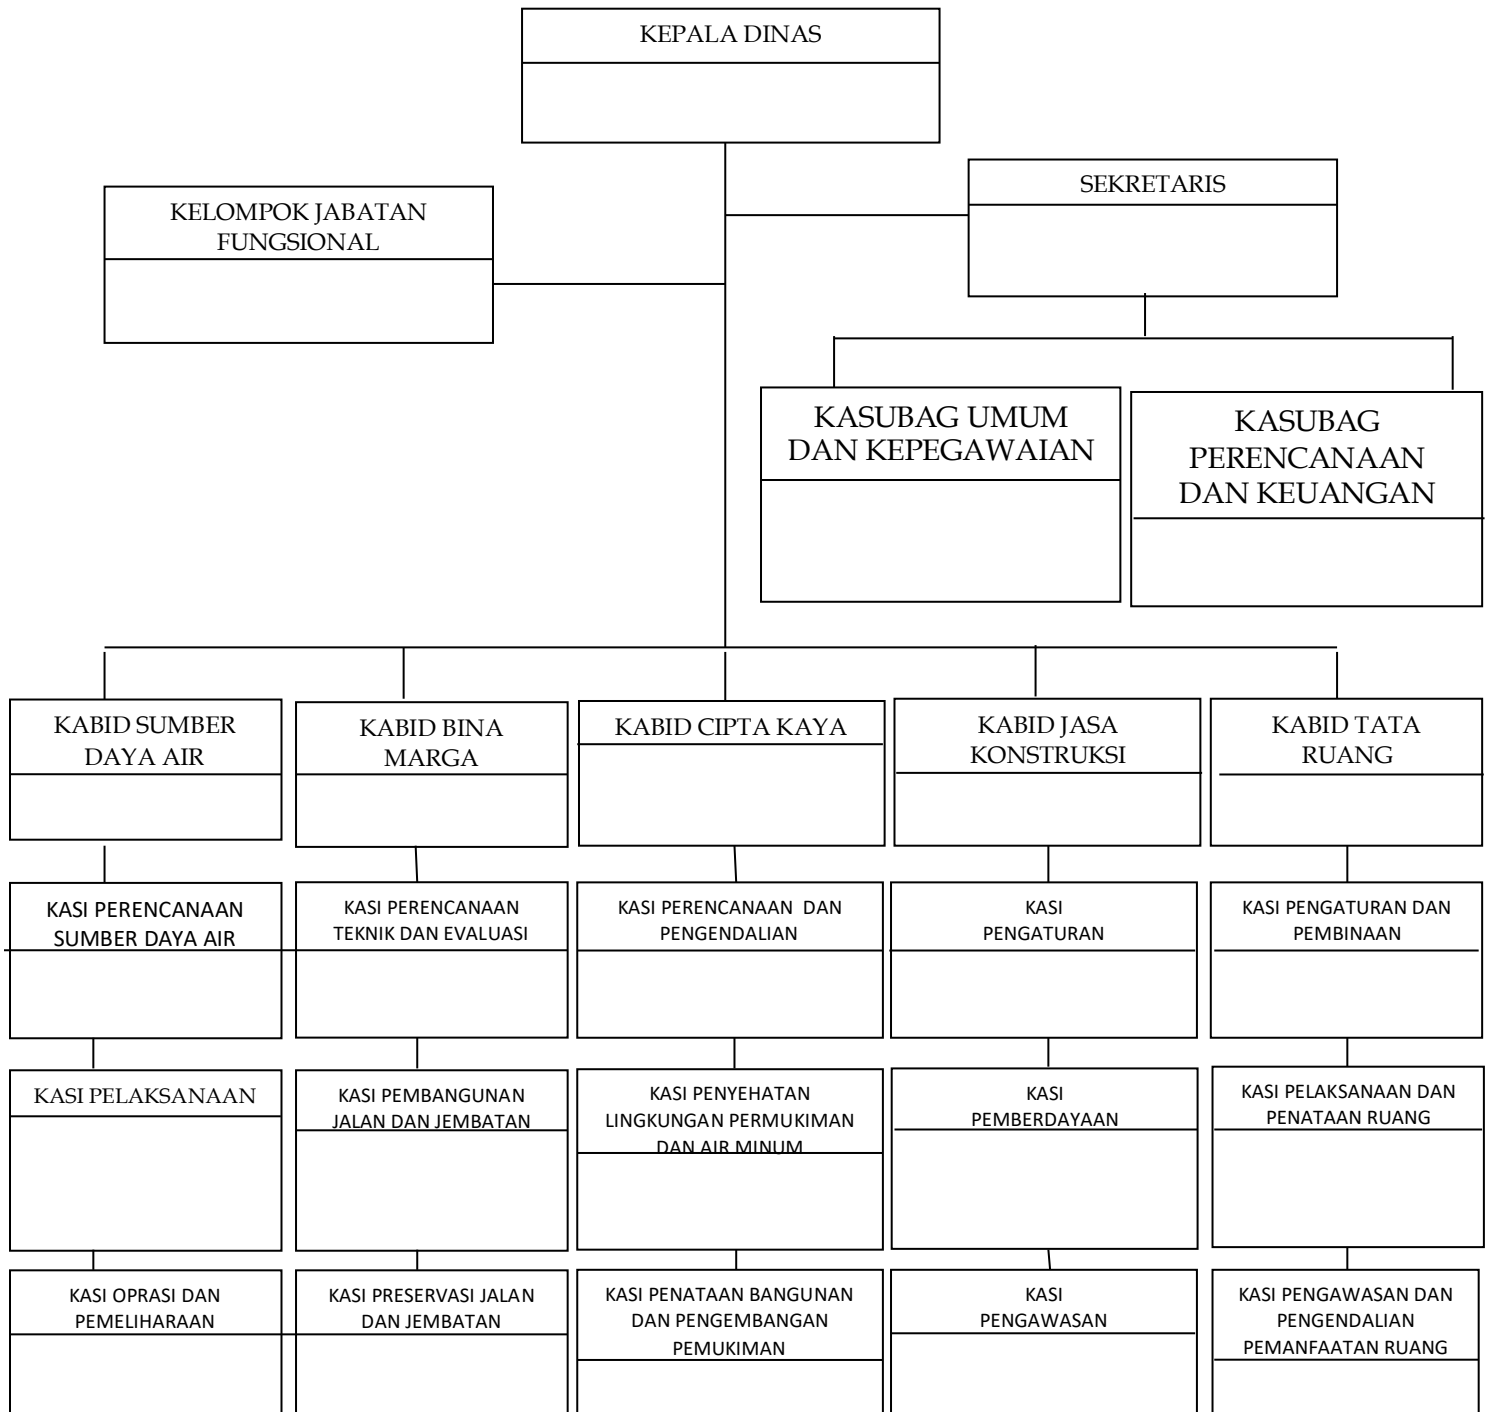 KEPALA DINAS
SEKRETARIS
KELOMPOK JABATAN
FUNGSIONAL
KASUBAG UMUM
DAN KEPEGAWAIAN
KASUBAG
PERENCANAAN
DAN KEUANGAN
KABID SUMBER
DAYA AIR
KABID BINA
MARGA
KABID CIPTA KAYA
KABID JASA
KONSTRUKSI
KABID TATA
RUANG
KASI PERENCANAAN
SUMBER DAYA AIR
KASI PERENCANAAN
TEKNIK DAN EVALUASI
KASI PERENCANAAN DAN
PENGENDALIAN
KASI
PENGATURAN
KASI PENGATURAN DAN
PEMBINAAN
KASI PELAKSANAAN
KASI PEMBANGUNAN
JALAN DAN JEMBATAN
KASI PENYEHATAN
LINGKUNGAN PERMUKIMAN
DAN AIR MINUM
KASI
PEMBERDAYAAN
KASI PELAKSANAAN DAN
PENATAAN RUANG
KASI OPRASI DAN
PEMELIHARAAN
KASI PRESERVASI JALAN
DAN JEMBATAN
KASI PENATAAN BANGUNAN
DAN PENGEMBANGAN
PEMUKIMAN
KASI
PENGAWASAN
KASI PENGAWASAN DAN
PENGENDALIAN
PEMANFAATAN RUANG